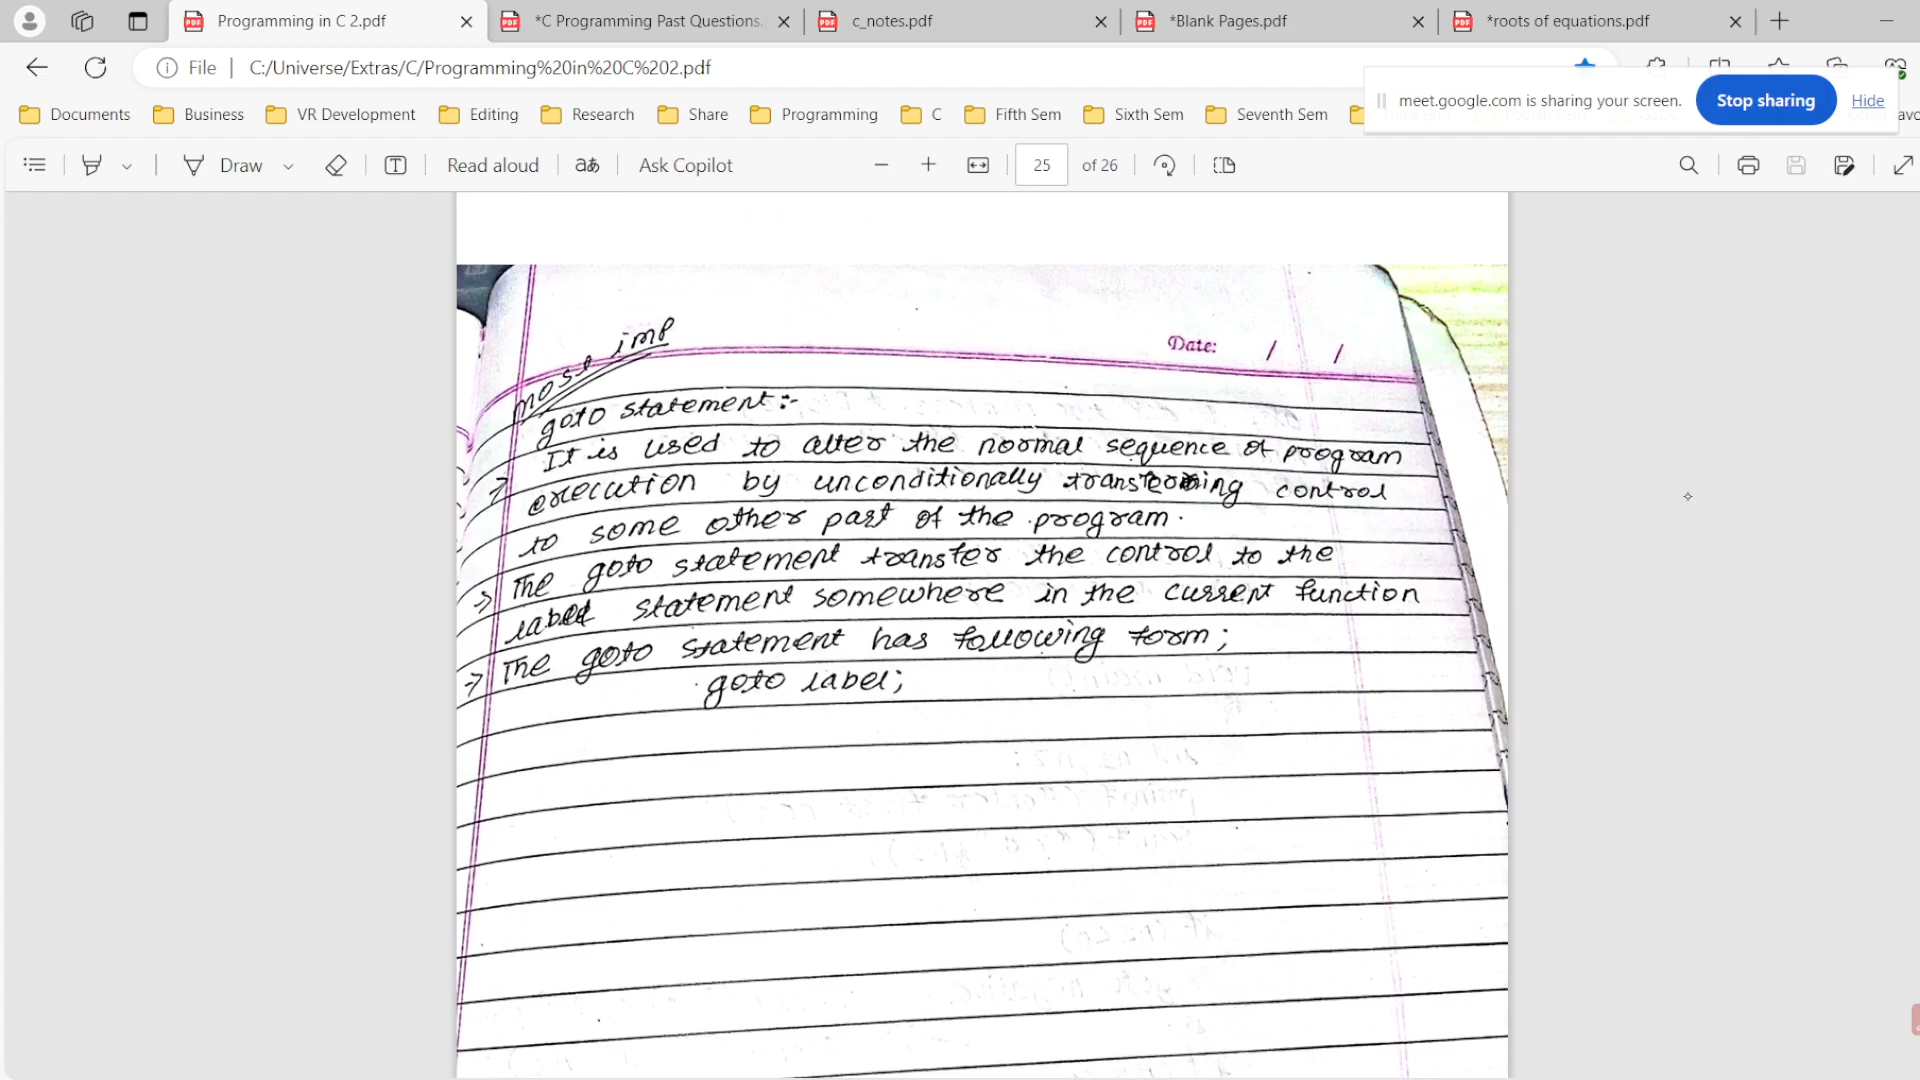 Programming in C 2.pdf
*C Programming Past Questions.
c_notes.pdf
*Blank Pages.pdf
*roots of equations.pdf
File
C:/Universe/Extras/C/Programming%20in%20C%202.pdf
meet.google.com is sharing your screen.
Stop sharing
Hide
Documents
Business
VR Development
Editing
Research
Share
Programming
C
Fifth Sem
Sixth Sem
Seventh Sem
Draw
Read aloud
aあ
Ask Copilot
25
of 26
most imp
Date: / /
goto statement:-
It is used to alter the normal sequence of program
execution by unconditionally transferring control
to some other part of the program.
-> The goto statement transfer the control to the
label statement somewhere in the current function
-> The goto statement has following form;
goto label;